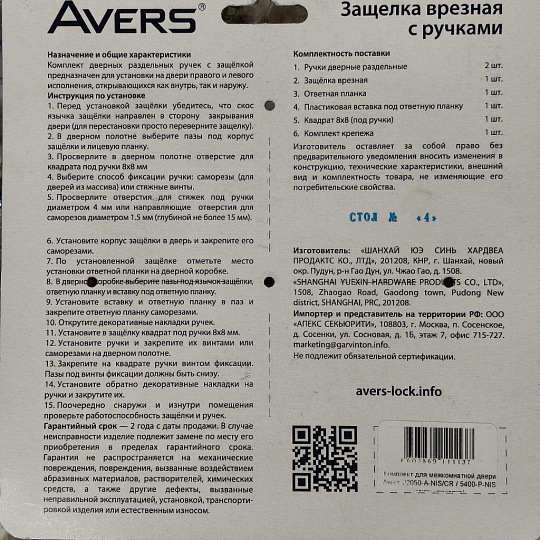 AVERS®
Защелка врезная
с ручками
Назначение и общие характеристики
Комплект дверных раздельных ручек с защёлкой
предназначен для установки на двери правого и левого
исполнения, открывающихся как внутрь, так и наружу.
Инструкция по установке
1. Перед установкой защёлки убедитесь, что скос
язычка защёлки направлен в сторону закрывания
двери (для перестановки просто переверните защелку).
2. В дверном полотне выберите пазы под корпус
защёлки и лицевую планку.
3. Просверлите в дверном полотне отверстие для
квадрата под ручки 8х8 мм
4. Выберите способ фиксации ручки: саморезы (для
дверей из массива) или стяжные винты.
5. Просверлите отверстия для стяжек под ручки
диаметром 4 мм или направляющие отверстия для
саморезов диаметром 1.5 мм (глубиной не более 15 мм).
6. Установите корпус защёлки в дверь и закрепите его
саморезами.
7. По установленной защёлке отметьте место
установки ответной планки на дверной коробке.
8. В дверной коробке выберите пазы под язычок защёлки,
ответную планку и вставку под ответную планку.
9. Установите вставку и ответную планку в паз и
закрепите ответную планку саморезами.
10. Открутите декоративные накладки ручек.
11. Установите в защёлку квадрат под ручки 8х8 мм.
12. Установите ручки и закрепите их винтами или
саморезами на дверном полотне.
13. Закрепите на квадрате ручки винтом фиксации.
Пазы под винты фиксации должны быть снизу.
14. Установите обратно декоративные накладки на
ручки и закрутите их.
15. Поочередно снаружи и изнутри помещения
проверьте работоспособность защёлки и ручек.
Гарантийный срок — 2 года с даты продажи. В случае
неисправности изделие подлежит замене по месту его
приобретения в пределах гарантийного срока.
Гарантия не распространяется на механические
повреждения, повреждения, вызванные воздействием
абразивных материалов, растворителей, химических
средств, а также другие дефекты, вызванные
неправильной эксплуатацией, установкой, транспорти-
ровкой изделия или естественным износом.
Комплектность поставки
1. Ручки дверные раздельные 2 шт.
2. Защёлка врезная 1 шт.
3. Ответная планка 1 шт.
4. Пластиковая вставка под ответную планку 1 шт.
5. Квадрат 8х8 (под ручки) 1 шт.
6. Комплект крепежа 1 шт.
Изготовитель оставляет за собой право без
предварительного уведомления вносить изменения в
конструкцию, технические характеристики, внешний
вид и комплектность товара, не изменяющие его
потребительские свойства.
СТОЛ № «4»
Изготовитель: «ШАНХАЙ ЮЭ СИНЬ ХАРДВЕА
ПРОДАКТС КО., ЛТД», 201208, КНР, г. Шанхай, новый
окр. Пудун, р-н Гао Дун, ул. Чжао Гао, д. 1508.
«SHANGHAI YUEXIN HARDWARE PRODUCTS CO., LTD»,
1508, Zhaogao Road, Gaodong town, Pudong New
district, SHANGHAI, PRC, 201208.
Импортер и представитель на территории РФ: ООО
«АПЕКС СЕКЬЮРИТИ», 108803, г. Москва, п. Сосенское,
д. Сосенки, ул. Сосновая, д. 1б, этаж 7, офис 715-727.
marketing@garvinton.info
Не подлежит обязательной сертификации.
avers-lock.info
Комплект для межкомнатной двери
Avers 22050-A-NIS/CR / 5400-P-NIS